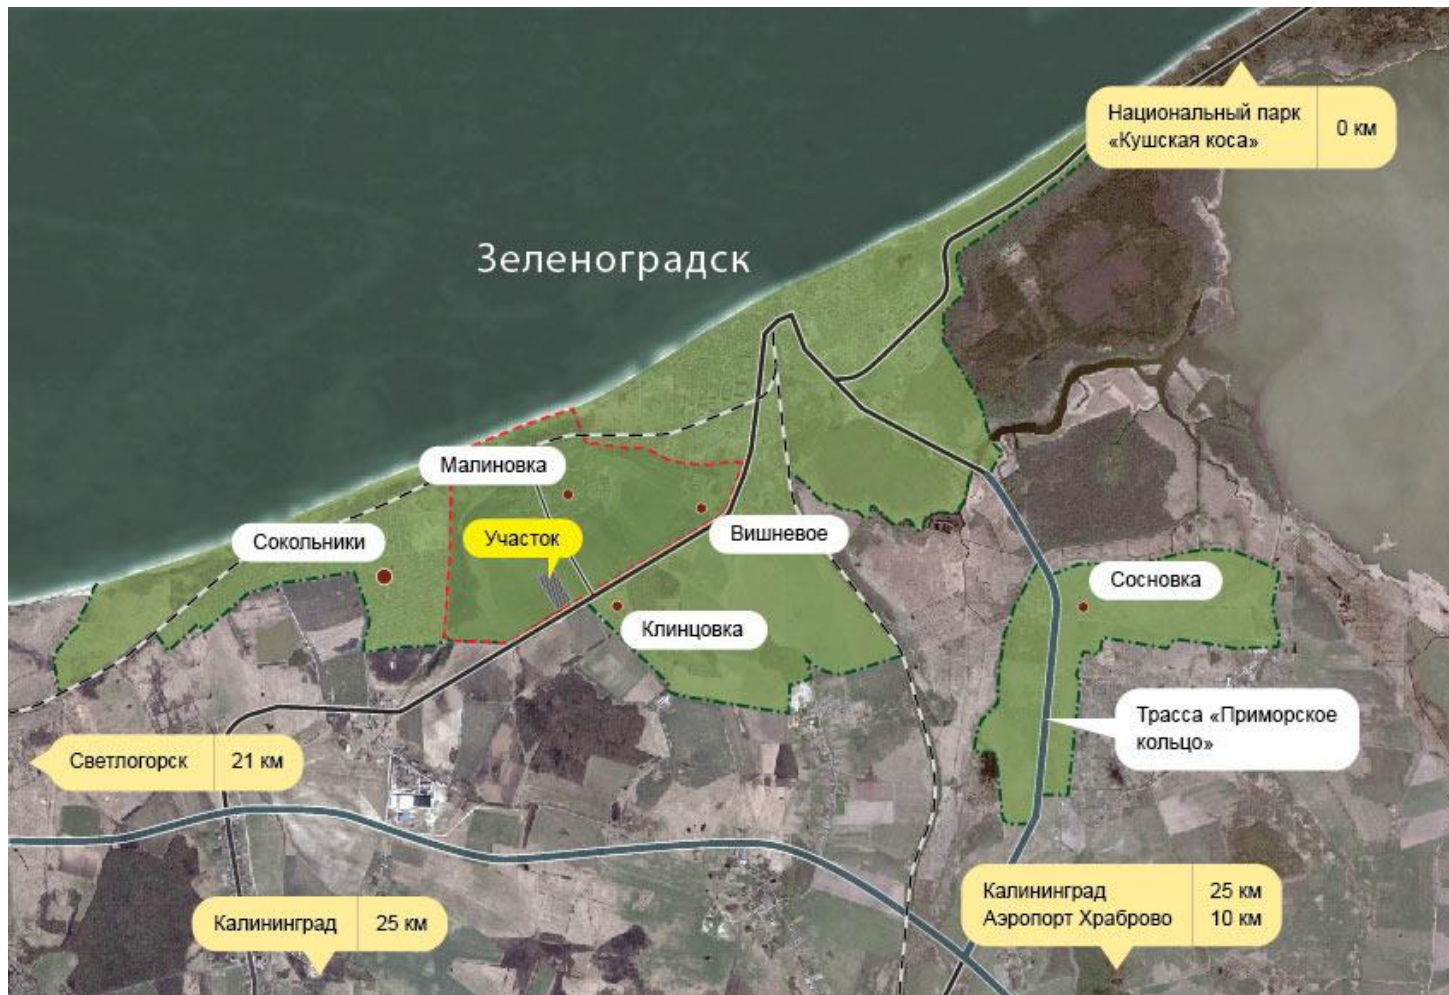 Национальный парк
«Кушская коса»
0 км
Зеленоградск
Малиновка
Сокольники
Участок
Вишневое
Сосновка
Клинцовка
Трасса «Приморское
кольцо»
Светлогорск 21 км
Калининград 25 км
Аэропорт Храброво 10 км
Калининград 25 км